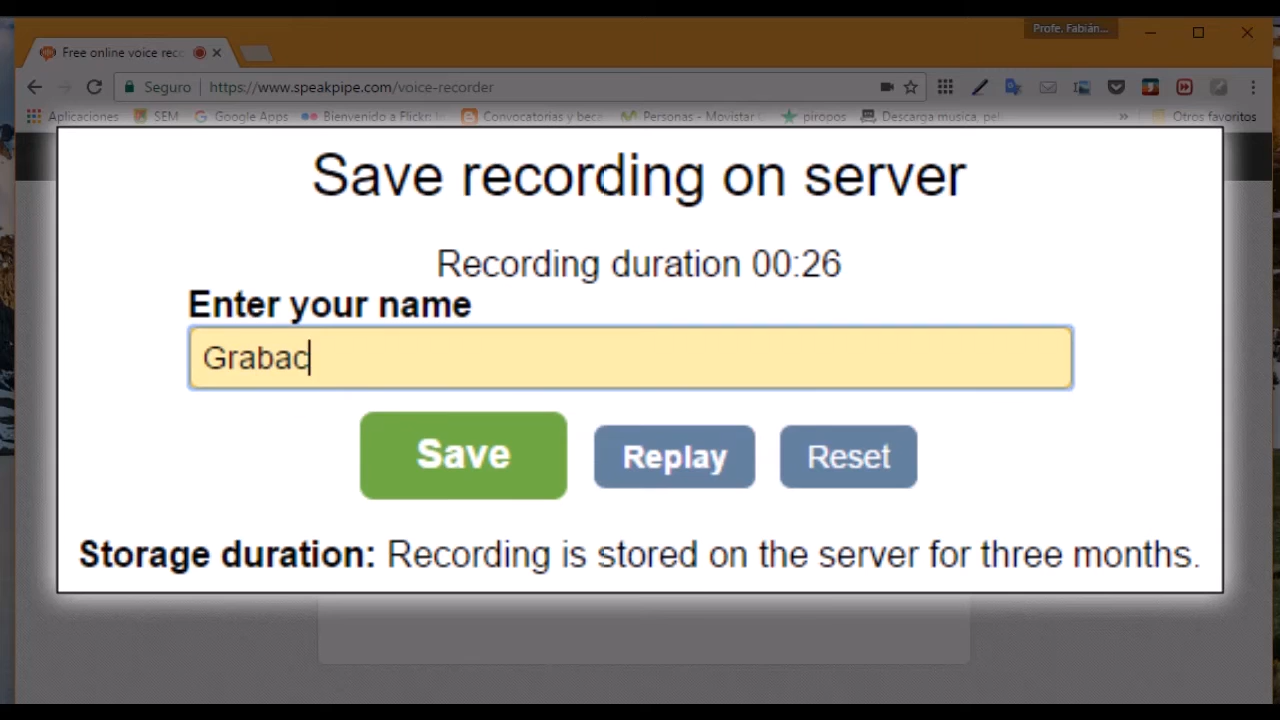 Profe. Fabián...
Free online voice rec
Seguro https://www.speakpipe.com/voice-recorder
Aplicaciones SEM Google Apps Bienvenido a Flickr: Convocatorias y beca Personas - Movistar piropos Descarga musica, peli » Otros favoritos
Save recording on server
Recording duration 00:26
Enter your name
Grabac
Save Replay Reset
Storage duration: Recording is stored on the server for three months.